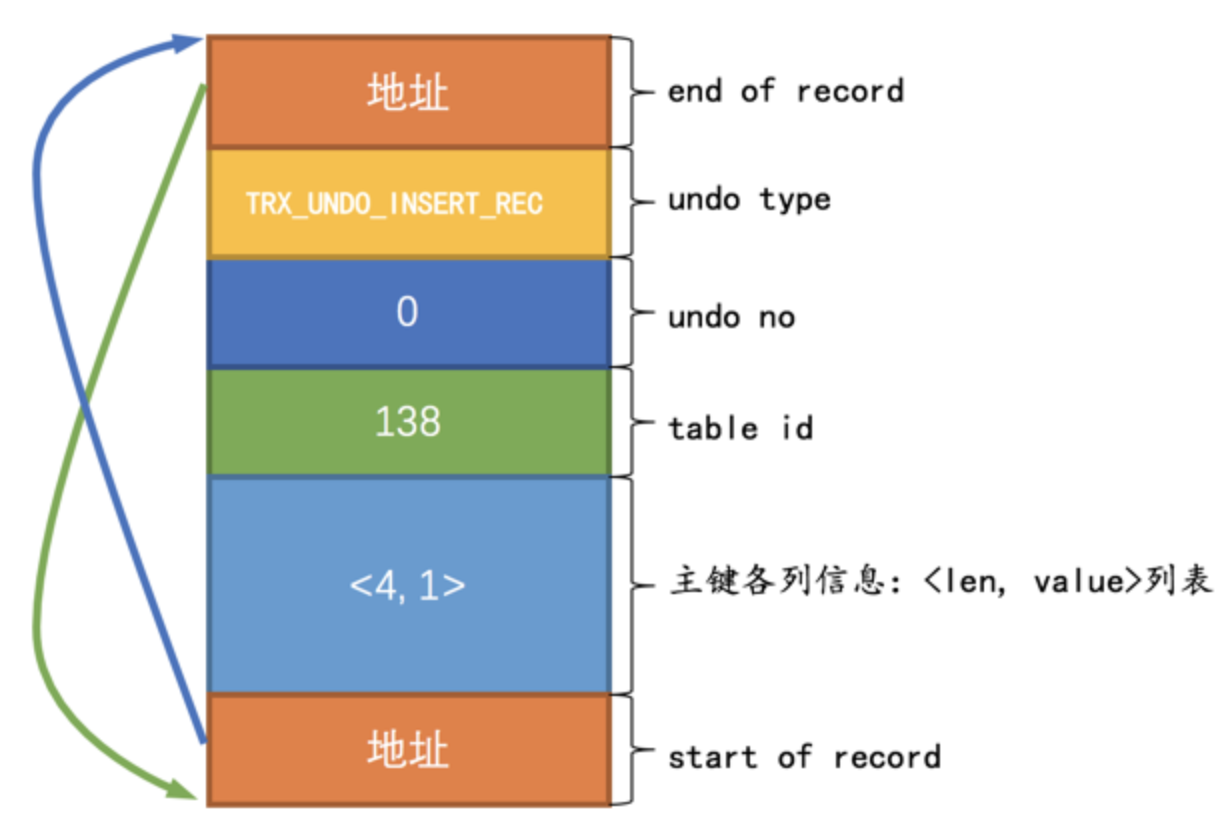 地址
end of record
TRX_UNDO_INSERT_REC
undo type
0
undo no
138
table id
<4, 1>
主键各列信息：<len, value>列表
地址
start of record